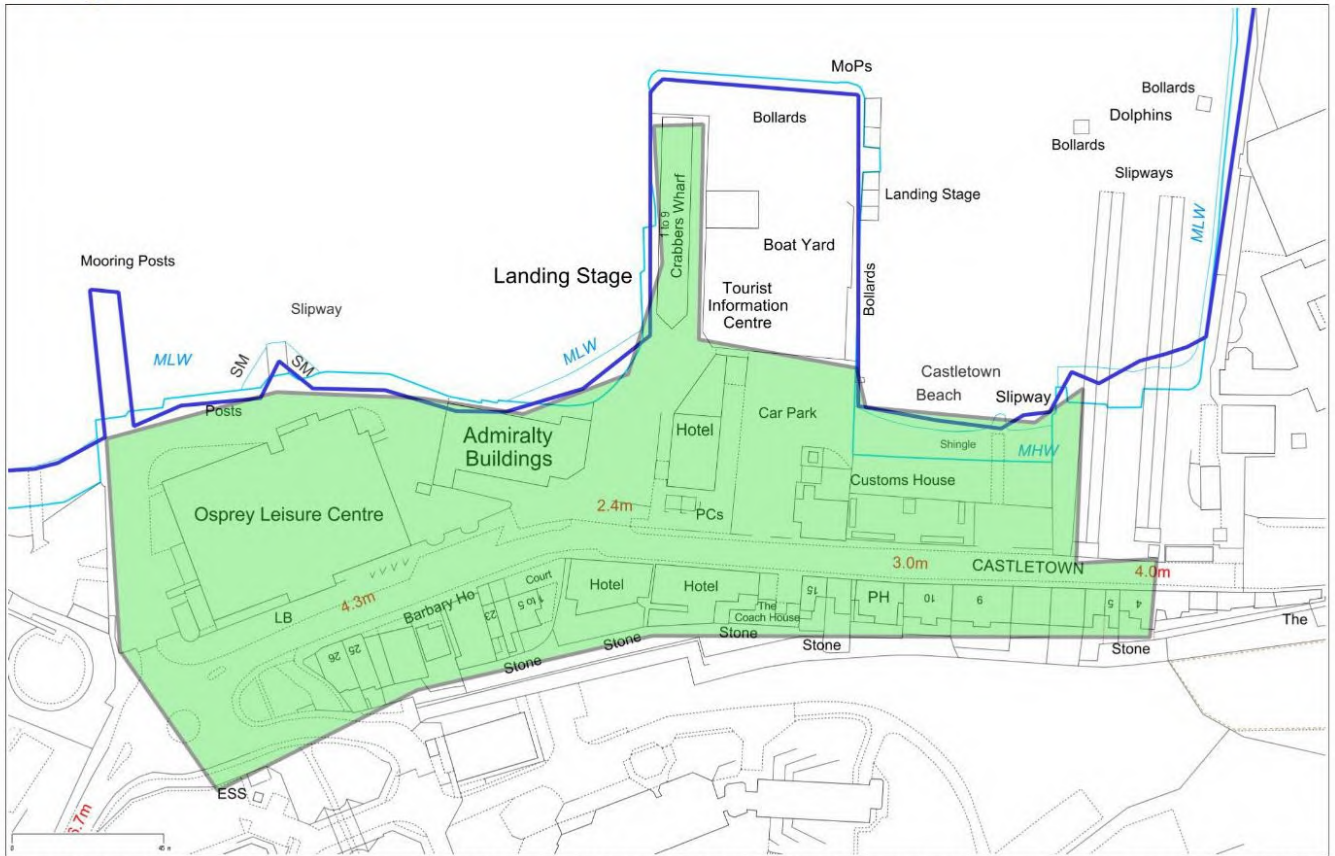 MoPs
Bollards
Bollards
Dolphins
Bollards
Slipways
Landing Stage
1 to 9
Crabbers Wharf
Boat Yard
Bollards
MLW
Mooring Posts
Landing Stage
Tourist
Information
Centre
Slipway
MLW
SM
SM
MLW
Posts
Castletown
Beach
Slipway
Car Park
Hotel
Admiralty
Buildings
Shingle
MHW
Customs House
Osprey Leisure Centre
2.4m
PCs
3.0m
CASTLETOWN
4.0m
Court
Hotel
Hotel
15
PH
10
9
5
4
4.3m
Barbary Ho
23
1 to 5
The
Coach House
LB
The
26
25
Stone
Stone
Stone
Stone
Stone
ESS
6.7m
0
45 m